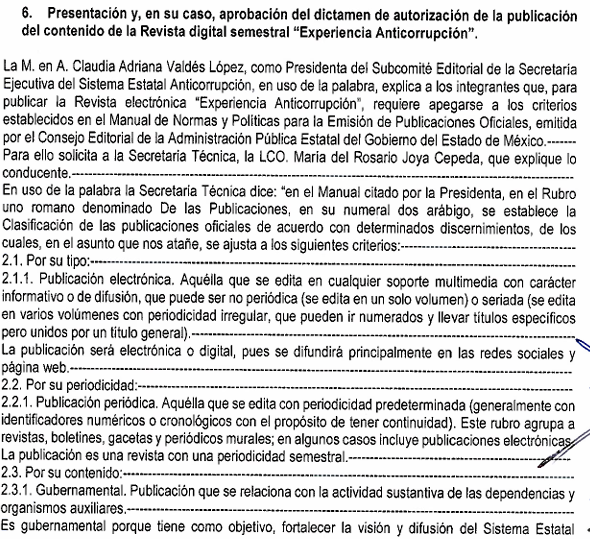 6. Presentación y, en su caso, aprobación del dictamen de autorización de la publicación
del contenido de la Revista digital semestral “Experiencia Anticorrupción”.
La M. en A. Claudia Adriana Valdés López, como Presidenta del Subcomité Editorial de la Secretaría
Ejecutiva del Sistema Estatal Anticorrupción, en uso de la palabra, explica a los integrantes que, para
publicar la Revista electrónica “Experiencia Anticorrupción”, requiere apegarse a los criterios
establecidos en el Manual de Normas y Políticas para la Emisión de Publicaciones Oficiales, emitida
por el Consejo Editorial de la Administración Pública Estatal del Gobierno del Estado de México.-------
Para ello solicita a la Secretaria Técnica, la LCO. María del Rosario Joya Cepeda, que explique lo
conducente.------------------------------------------------------------
En uso de la palabra la Secretaria Técnica dice: “en el Manual citado por la Presidenta, en el Rubro
uno romano denominado De las Publicaciones, en su numeral dos arábigo, se establece la
Clasificación de las publicaciones oficiales de acuerdo con determinados discernimientos, de los
cuales, en el asunto que nos atañe, se ajusta a los siguientes criterios:-----------------------------
2.1. Por su tipo:------------------------------------------------------------
2.1.1. Publicación electrónica. Aquélla que se edita en cualquier soporte multimedia con carácter
informativo o de difusión, que puede ser no periódica (se edita en un solo volumen) o seriada (se edita
en varios volúmenes con periodicidad irregular, que pueden ir numerados y llevar títulos específicos
pero unidos por un título general).------------------------------------------------------------
La publicación será electrónica o digital, pues se difundirá principalmente en las redes sociales y
página web.------------------------------------------------------------
2.2. Por su periodicidad:------------------------------------------------------------
2.2.1. Publicación periódica. Aquélla que se edita con periodicidad predeterminada (generalmente con
identificadores numéricos o cronológicos con el propósito de tener continuidad). Este rubro agrupa a
revistas, boletines, gacetas y periódicos murales; en algunos casos incluye publicaciones electrónicas.
La publicación es una revista con una periodicidad semestral.----------------------------------------
2.3. Por su contenido:------------------------------------------------------------
2.3.1. Gubernamental. Publicación que se relaciona con la actividad sustantiva de las dependencias y
organismos auxiliares.------------------------------------------------------------
Es gubernamental porque tiene como objetivo, fortalecer la visión y difusión del Sistema Estatal